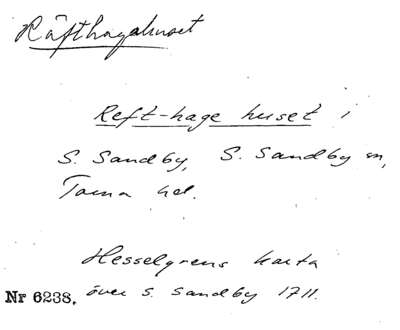 Räfthagahuset
Reft-hage huset i
S. Sandby, S. Sandby sn,
Torna hd.
Hesselgrens karta
Nr 6238. över S. Sandby 1711.